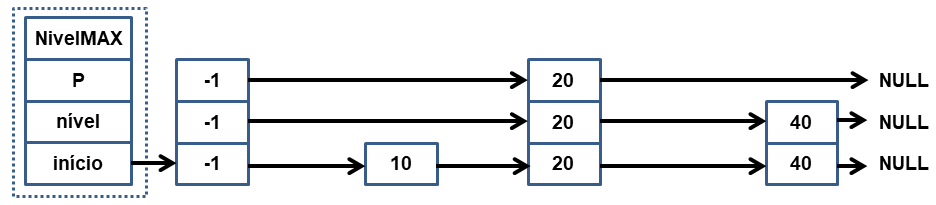 NivelMAX
P -1 20 NULL
nível -1 20 40 NULL
início -1 10 20 40 NULL